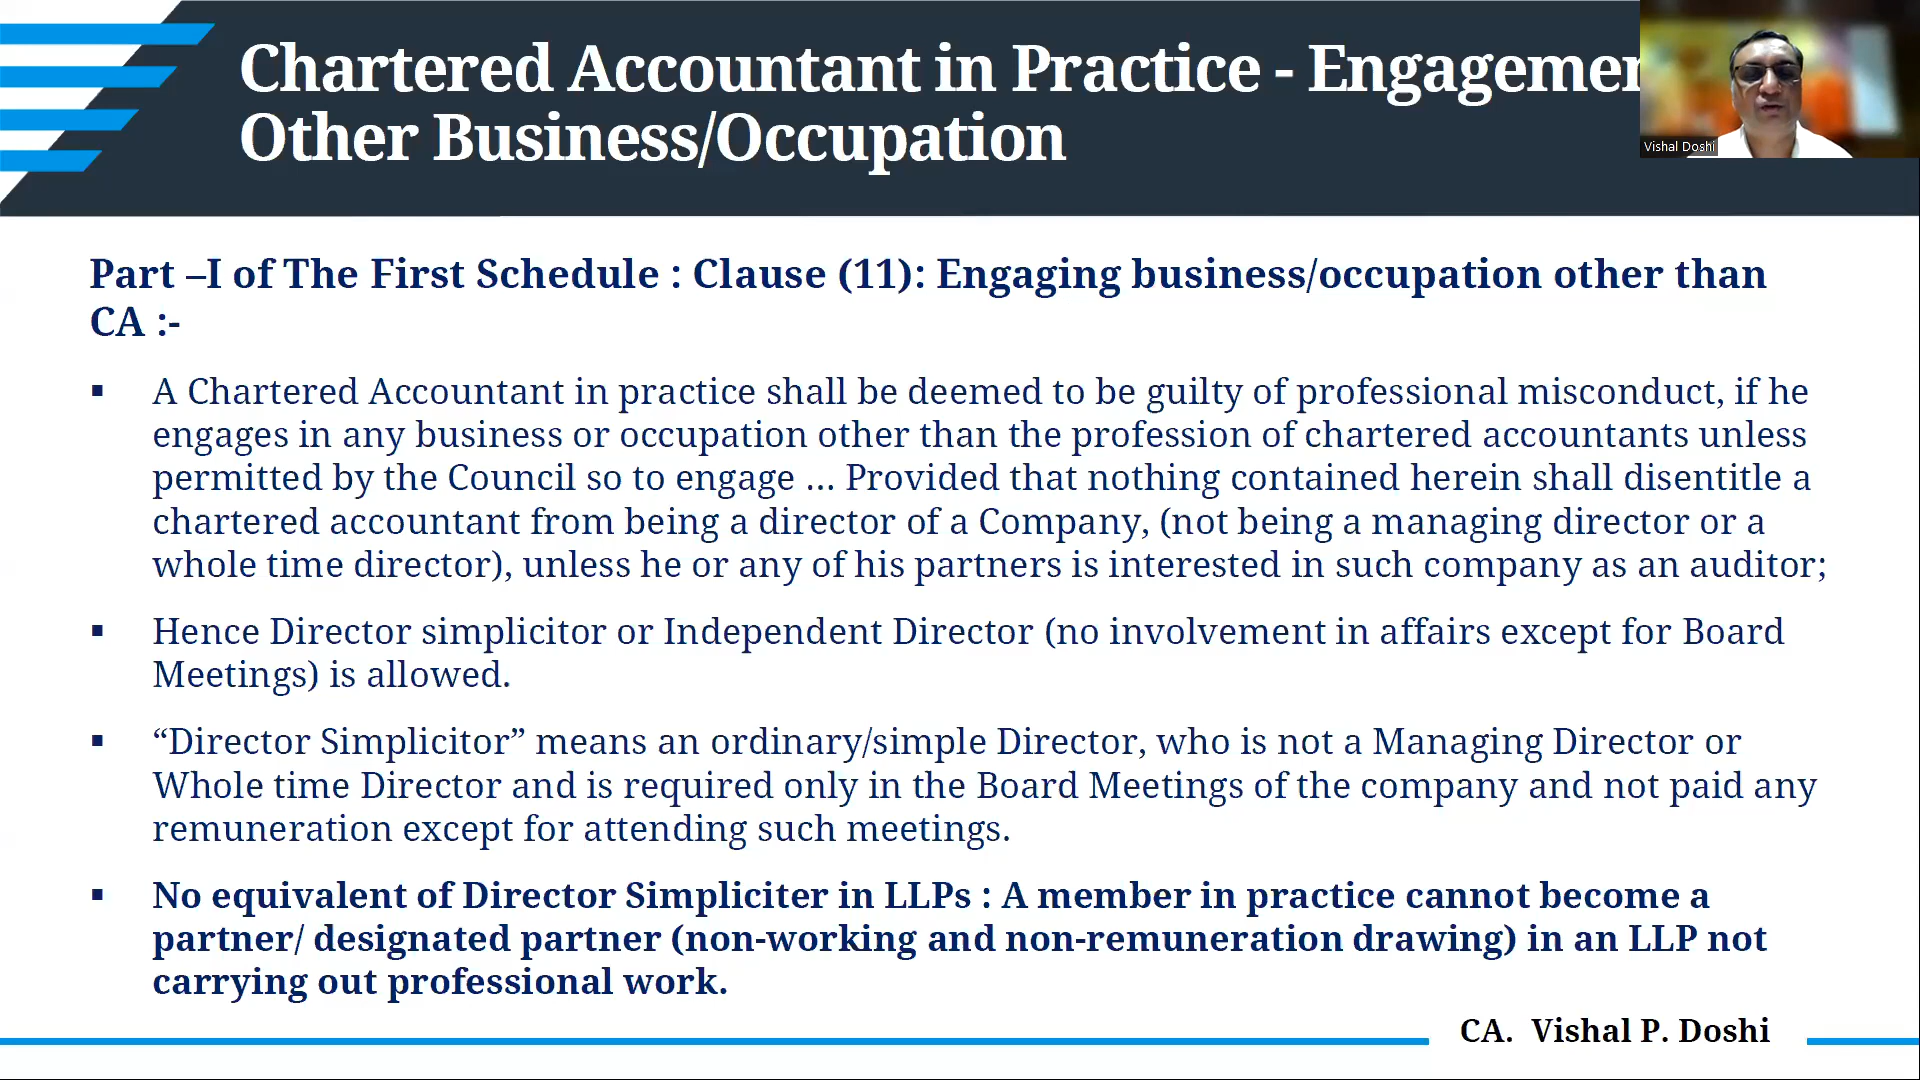 Chartered Accountant in Practice - Engagemen
Other Business/Occupation
Vishal Doshi
Part –I of The First Schedule : Clause (11): Engaging business/occupation other than
CA :-
▪ A Chartered Accountant in practice shall be deemed to be guilty of professional misconduct, if he
engages in any business or occupation other than the profession of chartered accountants unless
permitted by the Council so to engage ... Provided that nothing contained herein shall disentitle a
chartered accountant from being a director of a Company, (not being a managing director or a
whole time director), unless he or any of his partners is interested in such company as an auditor;
▪ Hence Director simplicitor or Independent Director (no involvement in affairs except for Board
Meetings) is allowed.
▪ “Director Simplicitor” means an ordinary/simple Director, who is not a Managing Director or
Whole time Director and is required only in the Board Meetings of the company and not paid any
remuneration except for attending such meetings.
▪ No equivalent of Director Simpliciter in LLPs : A member in practice cannot become a
partner/ designated partner (non-working and non-remuneration drawing) in an LLP not
carrying out professional work.
CA. Vishal P. Doshi